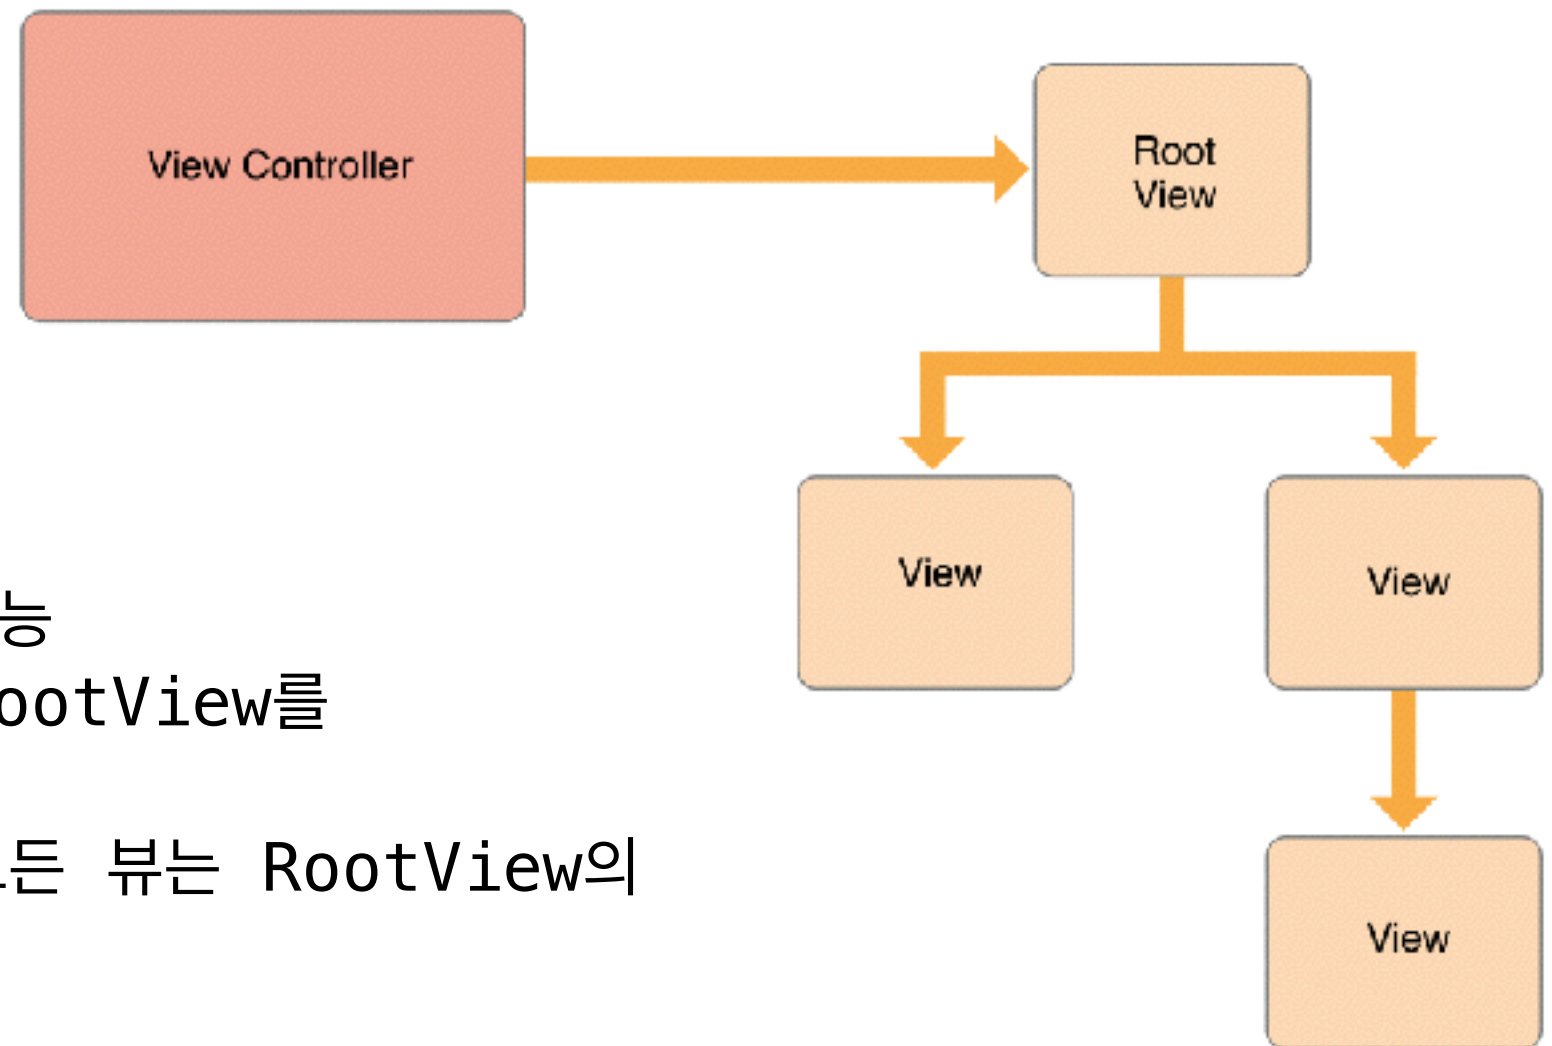 View Controller
Root
View
View
View
능
ootView를
든 뷰는 RootView의
View